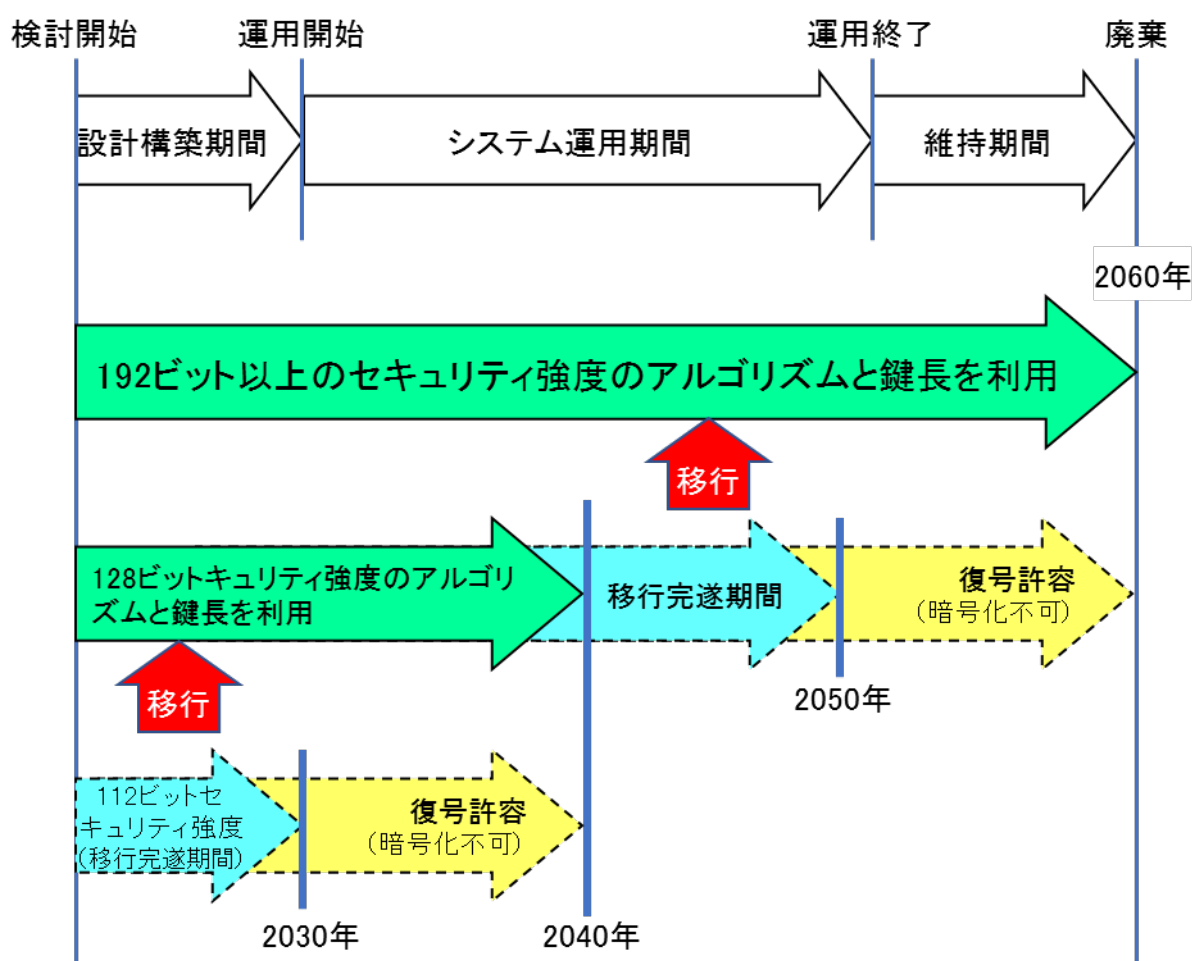 検討開始
運用開始
運用終了
廃棄
設計構築期間
システム運用期間
維持期間
2060年
192ビット以上のセキュリティ強度のアルゴリズムと鍵長を利用
移行
128ビットキュリティ強度のアルゴリ
ズムと鍵長を利用
移行完遂期間
復号許容
(暗号化不可)
2050年
移行
112ビットセ
キュリティ強度
(移行完遂期間)
復号許容
(暗号化不可)
2030年
2040年